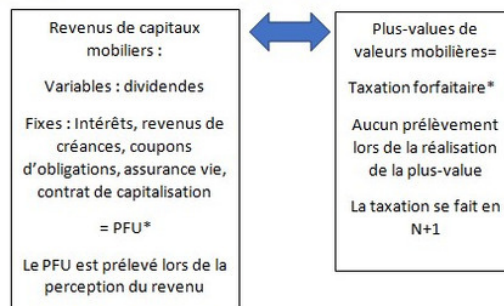 Revenus de capitaux
mobiliers :
Variables : dividendes
Fixes : Intérêts, revenus de
créances, coupons
d'obligations, assurance vie,
contrat de capitalisation
= PFU*
Le PFU est prélevé lors de la
perception du revenu
Plus-values de
valeurs mobilières=
Taxation forfaitaire*
Aucun prélèvement
lors de la réalisation
de la plus-value
La taxation se fait en
N+1